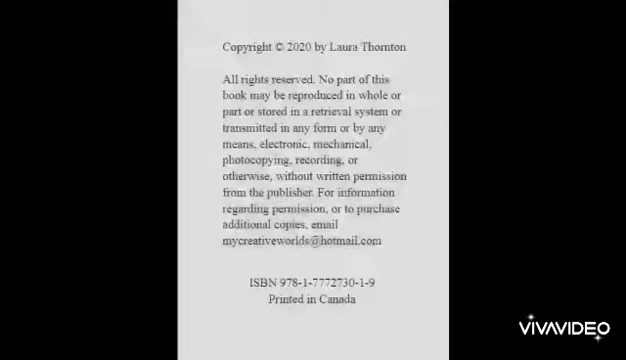 Copyright © 2020 by Laura Thornton
All rights reserved. No part of this
book may be reproduced in whole or
part or stored in a retrieval system or
transmitted in any form or by any
means, electronic, mechanical,
photocopying, recording, or
otherwise, without written permission
from the publisher. For information
regarding permission, or to purchase
additional copies, email
mycreativeworlds@hotmail.com
ISBN 978-1-7772730-1-9
Printed in Canada
VIVAVIDEO